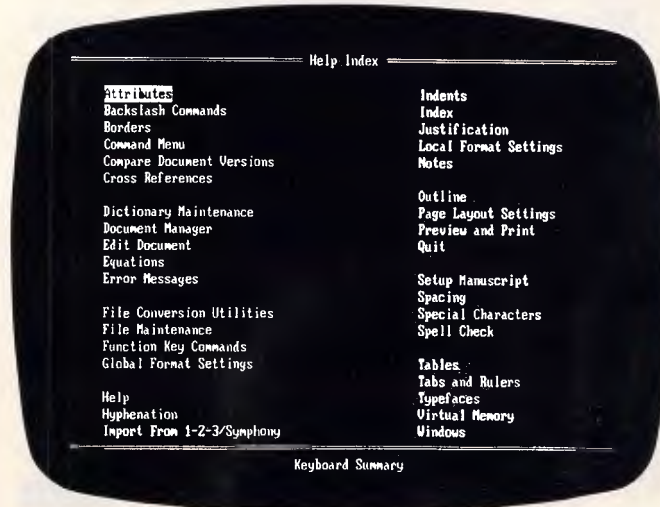 Help Index
Attributes
Backslash Commands
Borders
Command Menu
Compare Document Versions
Cross References
Dictionary Maintenance
Document Manager
Edit Document
Equations
Error Messages
File Conversion Utilities
File Maintenance
Function Key Commands
Global Format Settings
Help
Hyphenation
Import From 1-2-3/Symphony
Indents
Index
Justification
Local Format Settings
Notes
Outline
Page Layout Settings
Preview and Print
Quit
Setup Manuscript
Spacing
Special Characters
Spell Check
Tables
Tabs and Rulers
Typefaces
Virtual Memory
Windows
Keyboard Summary